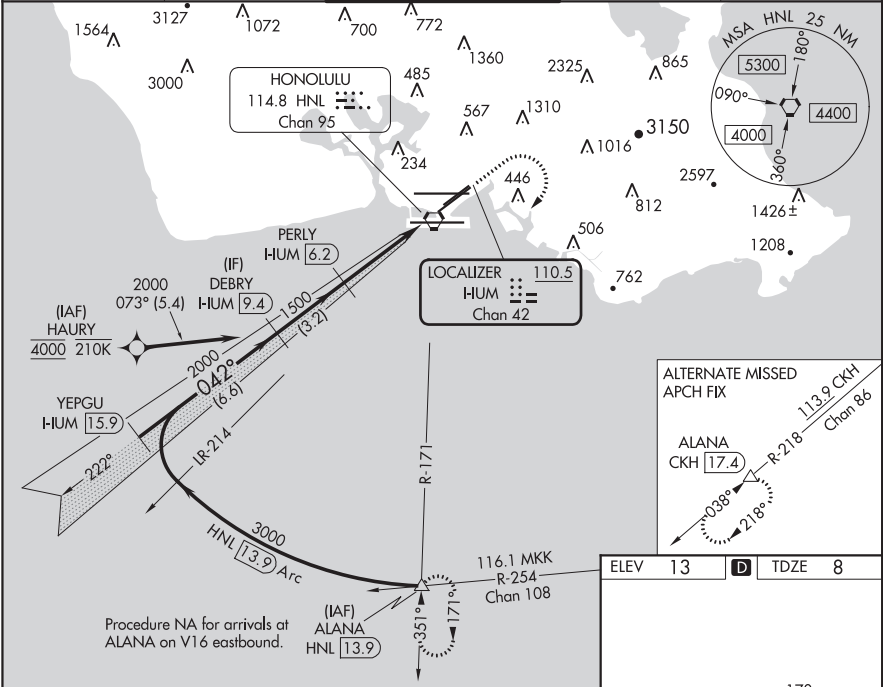 3127
1072
700
772
1564
1360
3000
2325
865
485
HONOLULU
114.8 HNL
Chan 95
567
1310
234
1016
3150
446
2597
812
1426±
506
1208
762
MSA HNL 25 NM
180°
5300
090°
4400
4000
360°
PERLY
I-IUM 6.2
(IF)
DEBRY
I-IUM 9.4
LOCALIZER 110.5
I-IUM
Chan 42
2000
073° (5.4)
(IAF)
HAURY
4000 210K
1500
(3.2)
2000
042°
(6.6)
YEPGU
I-IUM 15.9
222°
LR-214
R-171
3000
HNL 13.9 Arc
116.1 MKK
R-254
Chan 108
(IAF)
ALANA
HNL 13.9
351°
171°
Procedure NA for arrivals at
ALANA on V16 eastbound.
ALTERNATE MISSED
APCH FIX
113.9 CKH
Chan 86
R-218
ALANA
CKH 17.4
038°
218°
ELEV 13
D
TDZE 8